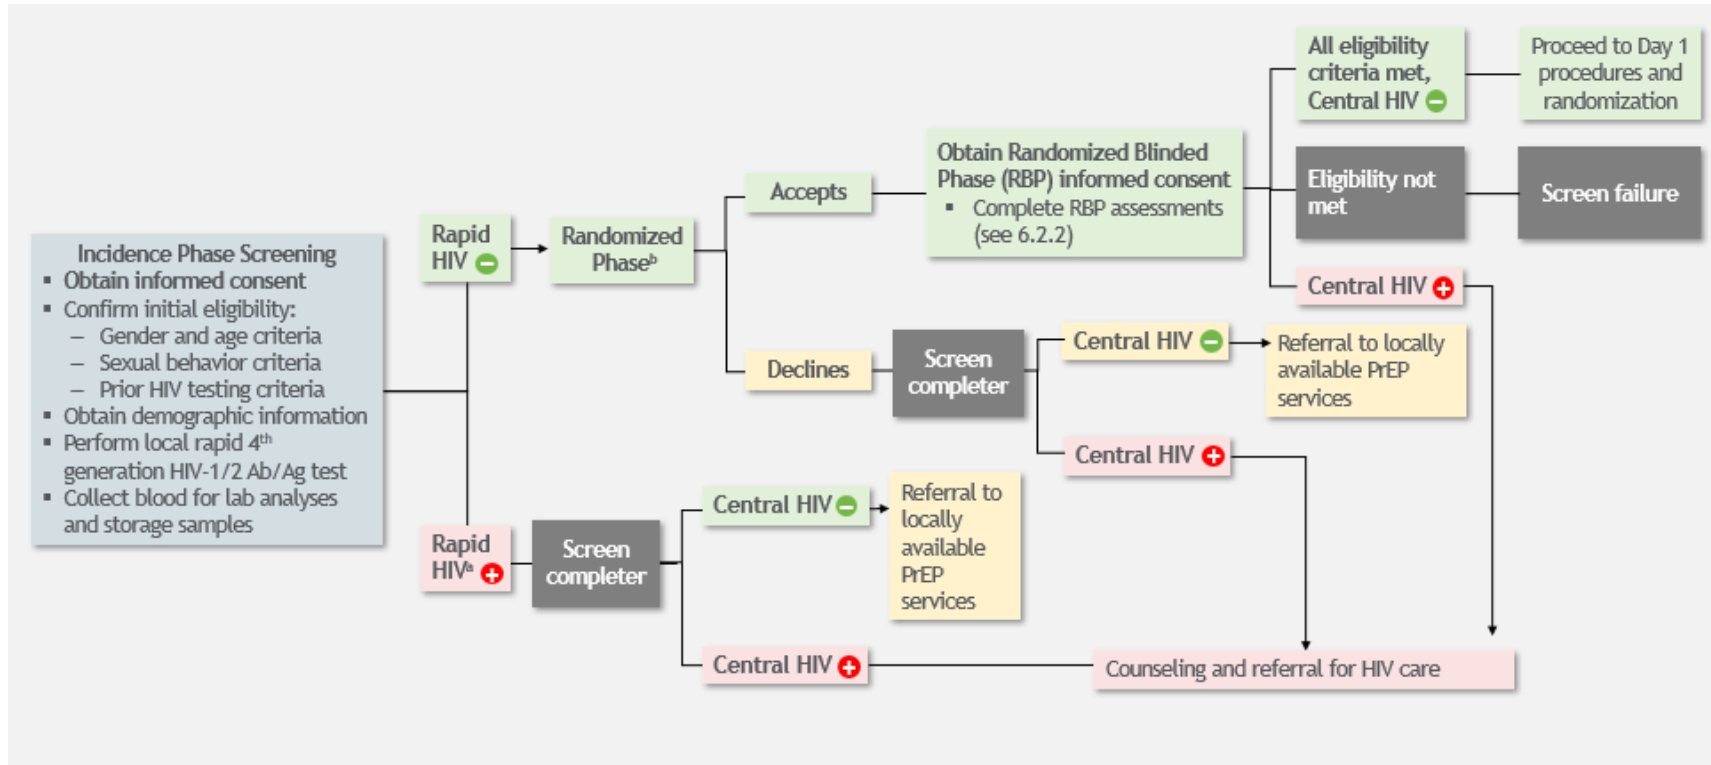 Incidence Phase Screening
▪ Obtain informed consent
▪ Confirm initial eligibility:
– Gender and age criteria
– Sexual behavior criteria
– Prior HIV testing criteria
▪ Obtain demographic information
▪ Perform local rapid 4th
generation HIV-1/2 Ab/Ag test
▪ Collect blood for lab analyses
and storage samples
Rapid
HIV
Randomized
Phaseᵇ
Accepts
Obtain Randomized Blinded
Phase (RBP) informed consent
▪ Complete RBP assessments
(see 6.2.2)
All eligibility
criteria met,
Central HIV
Proceed to Day 1
procedures and
randomization
Eligibility not
met
Screen failure
Central HIV
Declines
Screen
completer
Central HIV
Referral to locally
available PrEP
services
Central HIV
Rapid
HIVᵃ
Screen
completer
Central HIV
Referral to
locally
available
PrEP
services
Central HIV
Counseling and referral for HIV care